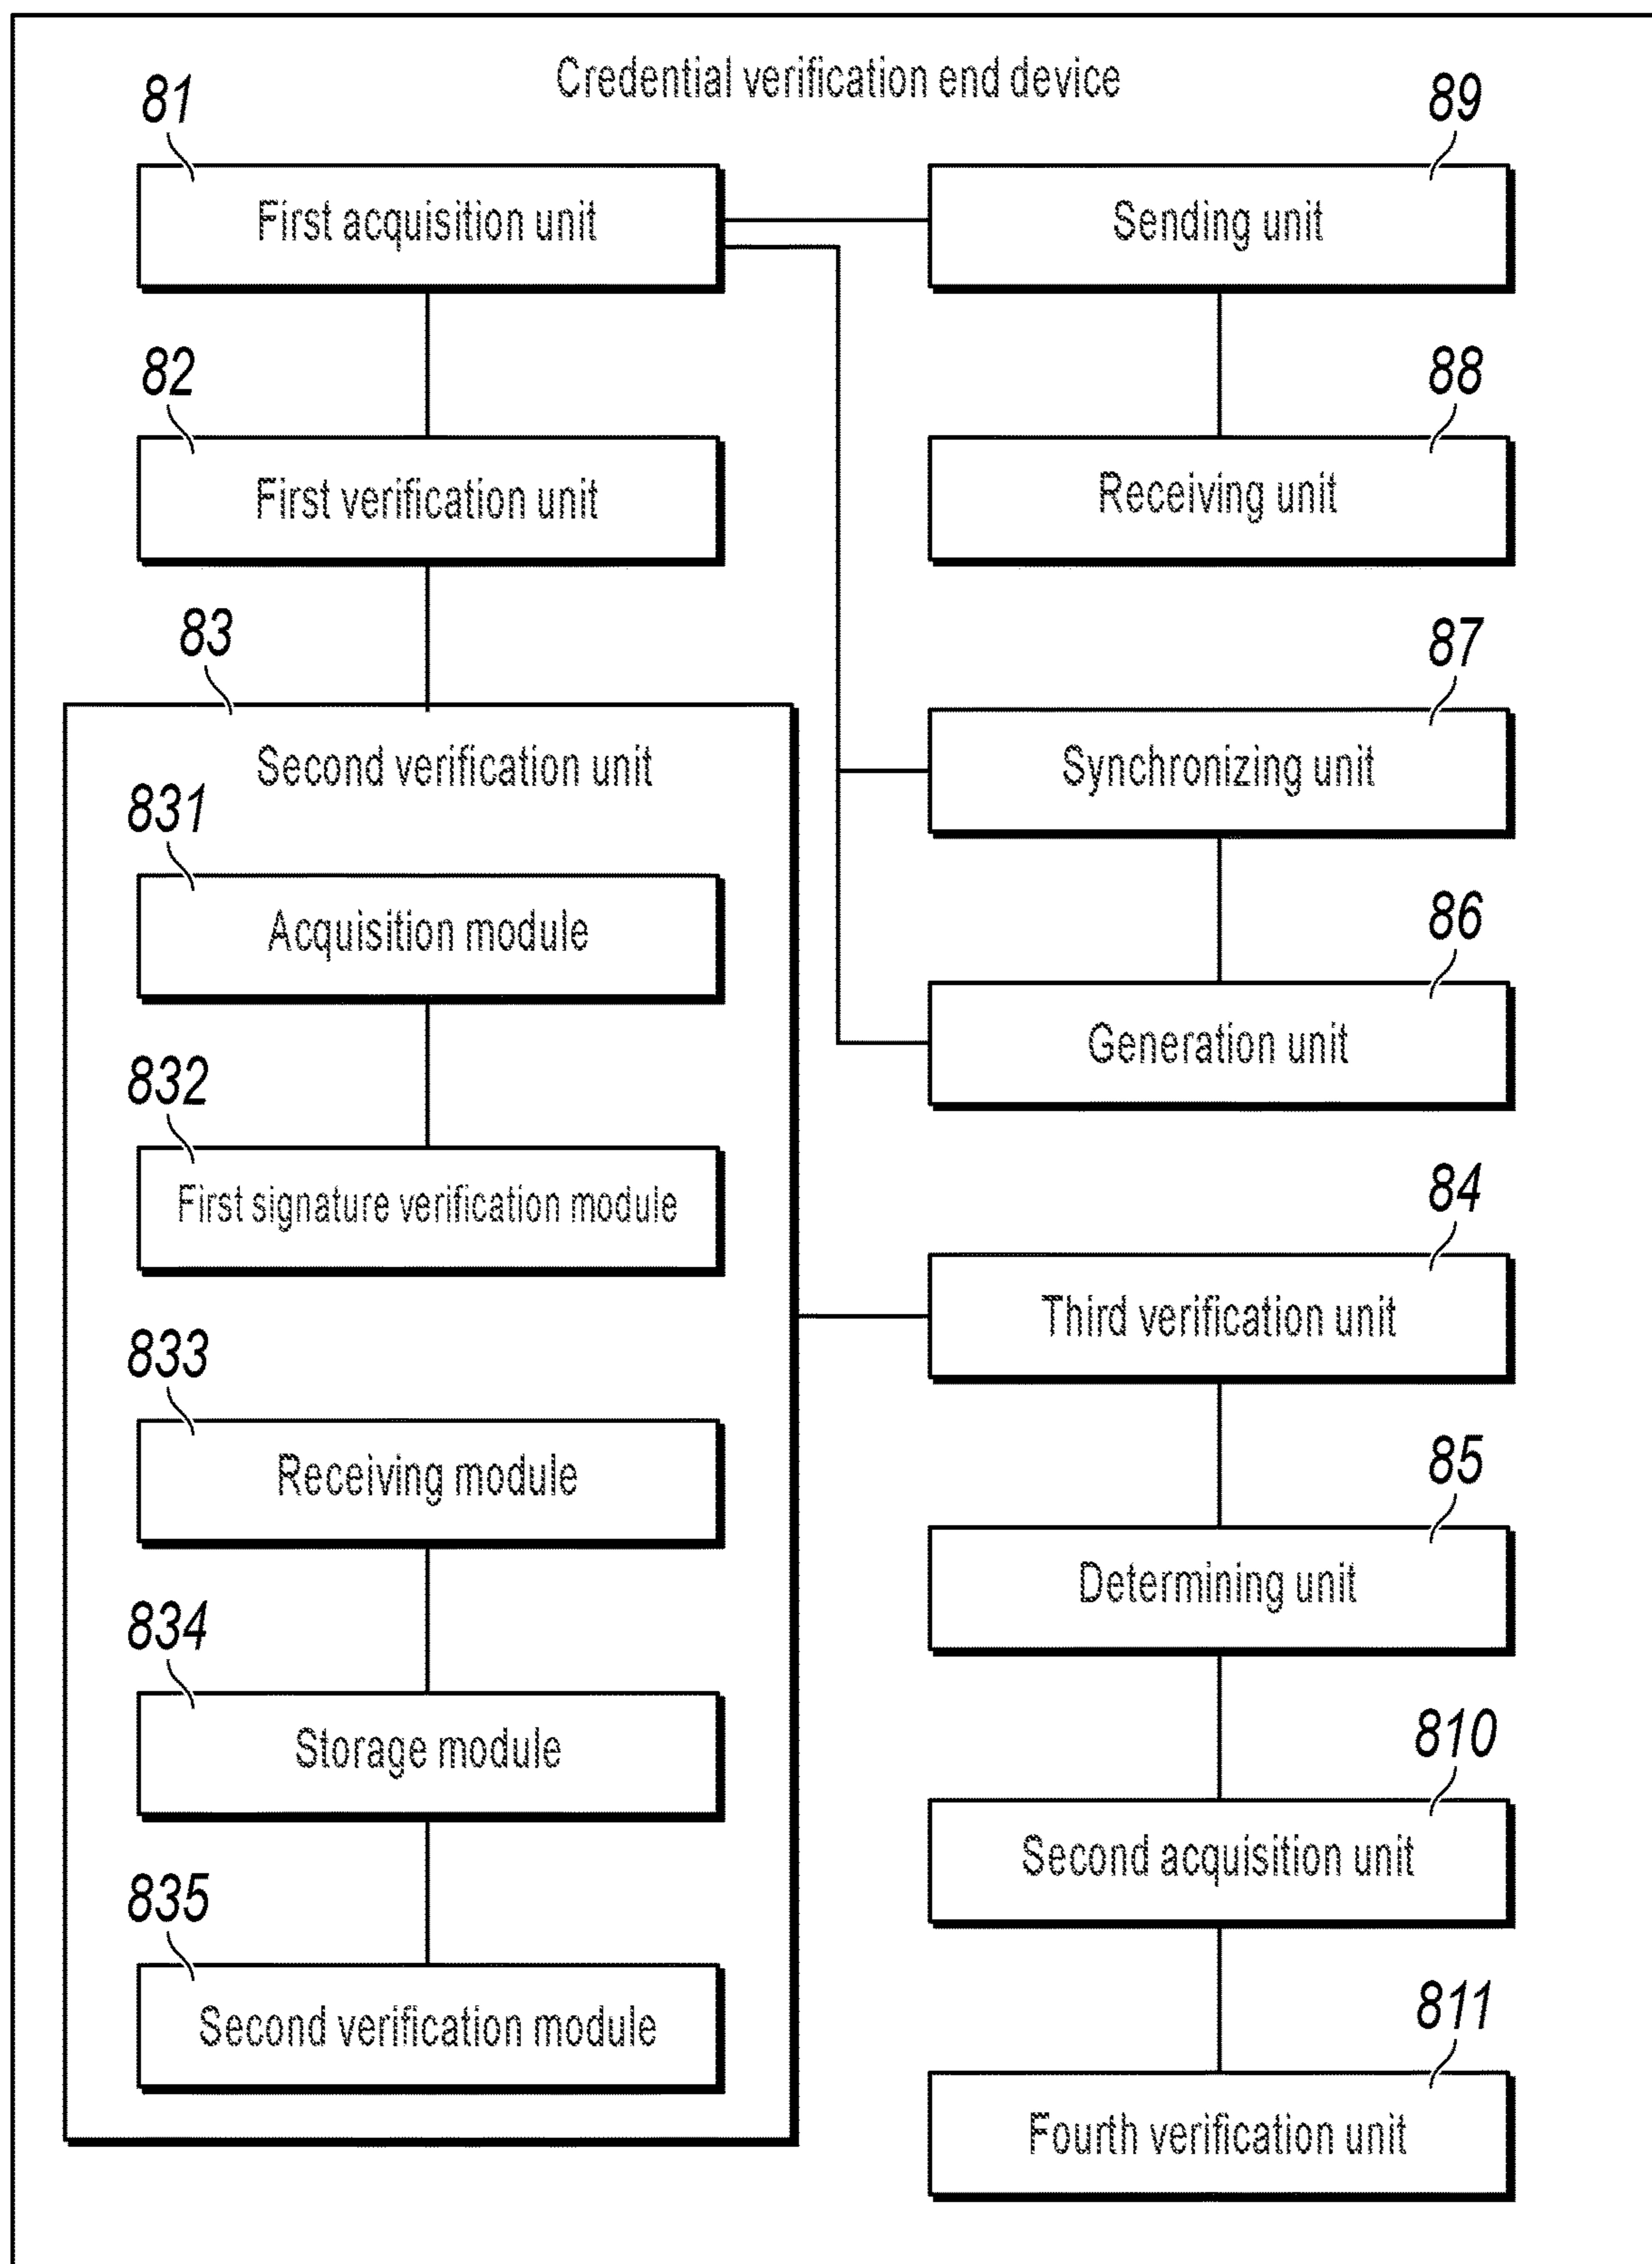 Credential verification end device
81
First acquisition unit
89
Sending unit
82
First verification unit
88
Receiving unit
83
Second verification unit
87
Synchronizing unit
831
Acquisition module
86
Generation unit
832
First signature verification module
84
Third verification unit
833
Receiving module
85
Determining unit
834
Storage module
810
Second acquisition unit
835
Second verification module
811
Fourth verification unit